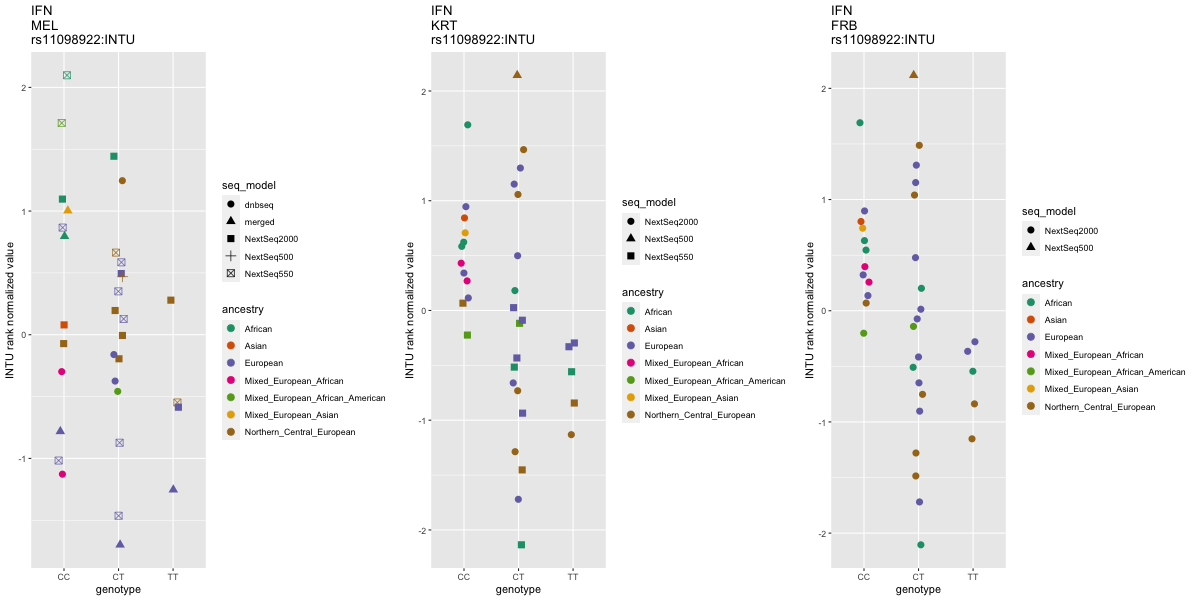 IFN
MEL
rs11098922:INTU
INTU rank normalized value
2
1
0
-1
CC
CT
TT
genotype
seq_model
dnbseq
merged
NextSeq2000
NextSeq500
NextSeq550
ancestry
African
Asian
European
Mixed_European_African
Mixed_European_African_American
Mixed_European_Asian
Northern_Central_European
IFN
KRT
rs11098922:INTU
INTU rank normalized value
2
1
0
-1
-2
CC
CT
TT
genotype
seq_model
NextSeq2000
NextSeq500
NextSeq550
ancestry
African
Asian
European
Mixed_European_African
Mixed_European_African_American
Mixed_European_Asian
Northern_Central_European
IFN
FRB
rs11098922:INTU
INTU rank normalized value
2
1
0
-1
-2
CC
CT
TT
genotype
seq_model
NextSeq2000
NextSeq500
ancestry
African
Asian
European
Mixed_European_African
Mixed_European_African_American
Mixed_European_Asian
Northern_Central_European